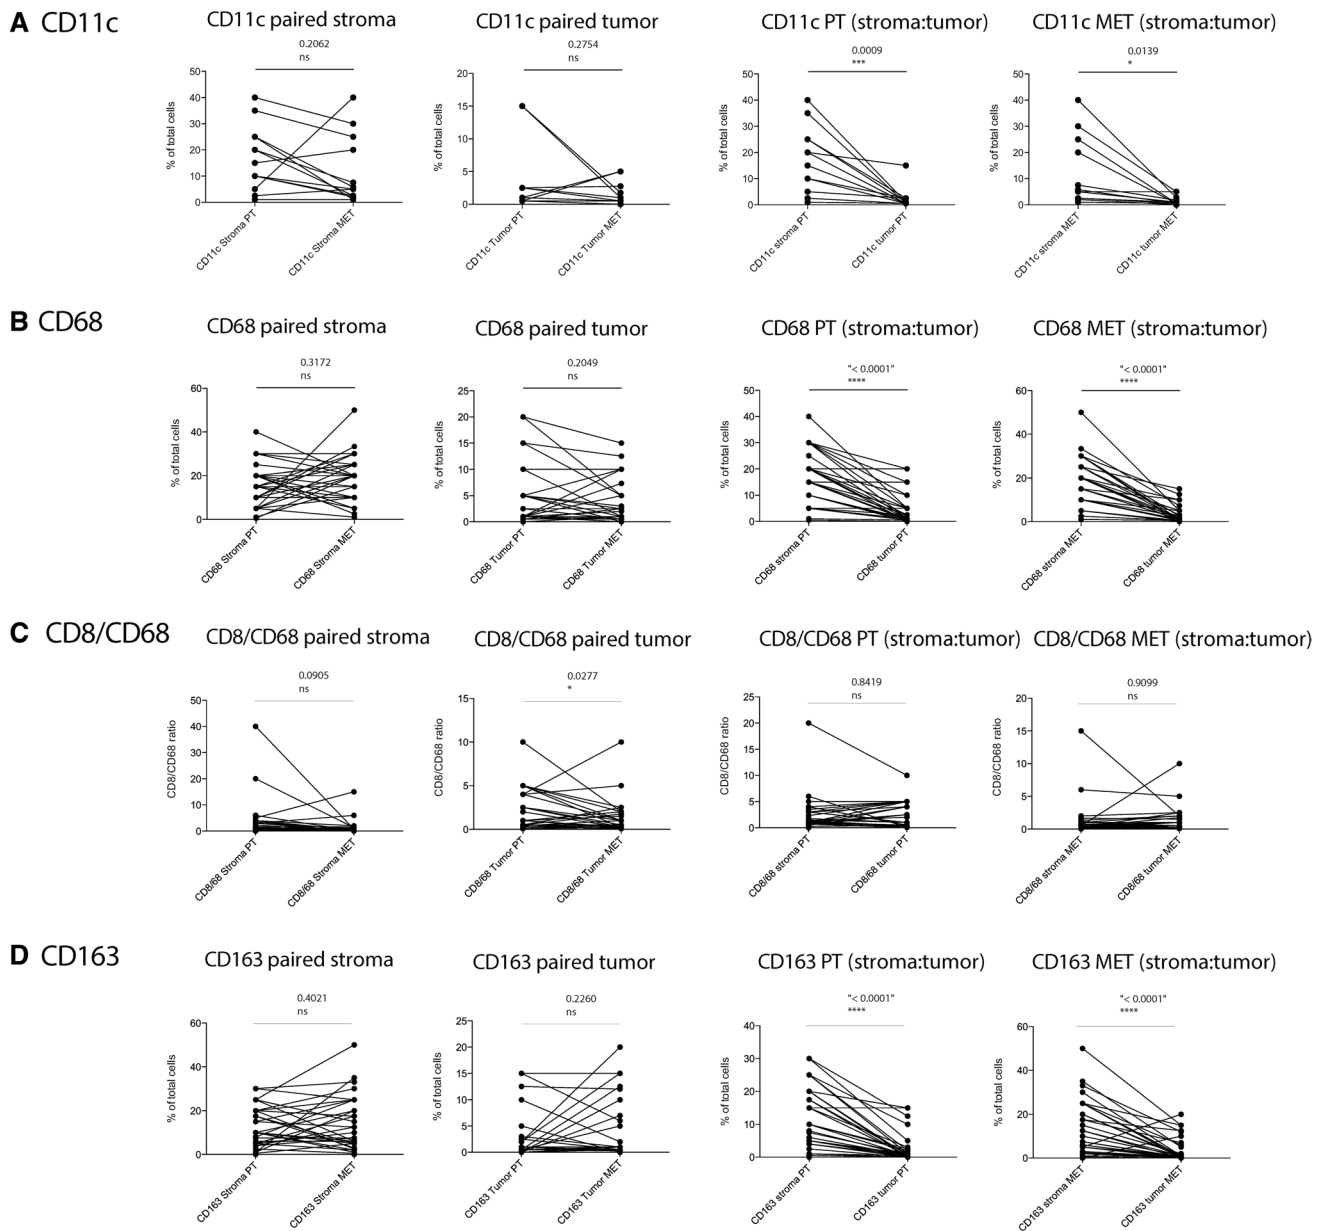 A CD11c
CD11c paired stroma
0.2062
ns
% of total cells
50
40
30
20
10
0
CD11c Stroma PT
CD11c Stroma MET
CD11c paired tumor
0.2754
ns
% of total cells
20
15
10
5
0
CD11c Tumor PT
CD11c Tumor MET
CD11c PT (stroma:tumor)
0.0009
***
% of total cells
50
40
30
20
10
0
CD11c stroma PT
CD11c tumor PT
CD11c MET (stroma:tumor)
0.0139
*
% of total cells
50
40
30
20
10
0
CD11c stroma MET
CD11c tumor MET
B CD68
CD68 paired stroma
0.3172
ns
% of total cells
60
40
20
0
CD68 Stroma PT
CD68 Stroma MET
CD68 paired tumor
0.2049
ns
% of total cells
25
20
15
10
5
0
CD68 Tumor PT
CD68 Tumor MET
CD68 PT (stroma:tumor)
"< 0.0001"
****
% of total cells
50
40
30
20
10
0
CD68 stroma PT
CD68 tumor PT
CD68 MET (stroma:tumor)
"< 0.0001"
****
% of total cells
60
40
20
0
CD68 stroma MET
CD68 tumor MET
C CD8/CD68
CD8/CD68 paired stroma
0.0905
ns
CD8/CD68 ratio
50
40
30
20
10
0
CD8/68 Stroma PT
CD8/68 Stroma MET
CD8/CD68 paired tumor
0.0277
*
CD8/CD68 ratio
15
10
5
0
CD8/68 Tumor PT
CD8/68 Tumor MET
CD8/CD68 PT (stroma:tumor)
0.8419
ns
CD8/CD68 ratio
25
20
15
10
5
0
CD8/68 stroma PT
CD8/68 tumor PT
CD8/CD68 MET (stroma:tumor)
0.9099
ns
CD8/CD68 ratio
20
15
10
5
0
CD8/68 stroma MET
CD8/68 tumor MET
D CD163
CD163 paired stroma
0.4021
ns
% of total cells
60
40
20
0
CD163 Stroma PT
CD163 Stroma MET
CD163 paired tumor
0.2260
ns
% of total cells
25
20
15
10
5
0
CD163 Tumor PT
CD163 Tumor MET
CD163 PT (stroma:tumor)
"< 0.0001"
****
% of total cells
40
30
20
10
0
CD163 stroma PT
CD163 tumor PT
CD163 MET (stroma:tumor)
"< 0.0001"
****
% of total cells
60
40
20
0
CD163 stroma MET
CD163 tumor MET